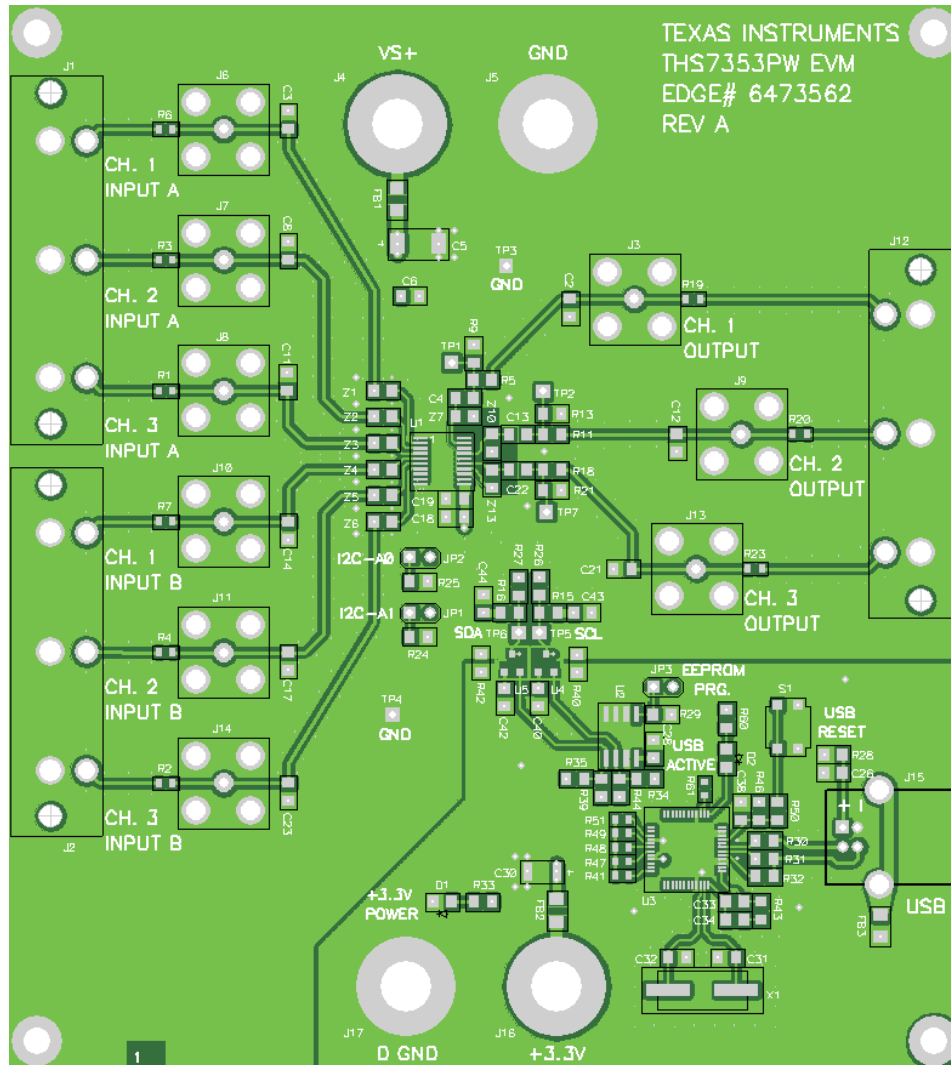 TEXAS INSTRUMENTS
THS7353PW EVM
EDGE# 6473562
REV A
VS+
GND
J4
J5
J1
J6
C3
R6
CH. 1
INPUT A
FB1
+
C5
J7
C8
R3
CH. 2
INPUT A
C6
TP3
GND
J3
C2
R19
CH. 1
OUTPUT
J12
J8
C11
R1
CH. 3
INPUT A
R9
TP1
R5
C4
Z7
Z1
Z2
Z3
Z4
Z5
Z6
U1
1
Z10
C13
TP2
R13
R11
R18
R21
C22
Z13
TP7
C19
C18
J9
C12
R20
CH. 2
OUTPUT
J10
R7
C14
CH. 1
INPUT B
J13
C21
R23
CH. 3
OUTPUT
I2C-A0
JP2
R25
I2C-A1
JP1
R24
C44
R16
R27
R26
R15
C43
SDA
TP6
TP5
SCL
J11
R4
C17
CH. 2
INPUT B
R42
U5
U4
R40
C42
C40
TP4
GND
JP3
EEPROM
PRG.
U2
R29
C28
USB
ACTIVE
R60
D2
S1
USB
RESET
R28
C26
J15
J14
R2
C23
CH. 3
INPUT B
J2
R35
R39
R44
R34
R61
C38
R46
R50
+ -
R51
R49
R48
R47
R41
U3
R30
R31
R32
C33
C34
R43
USB
FB3
C30
+
+3.3V
POWER
D1
R33
FB2
C32
C31
X1
J17
D GND
J16
+3.3V
1